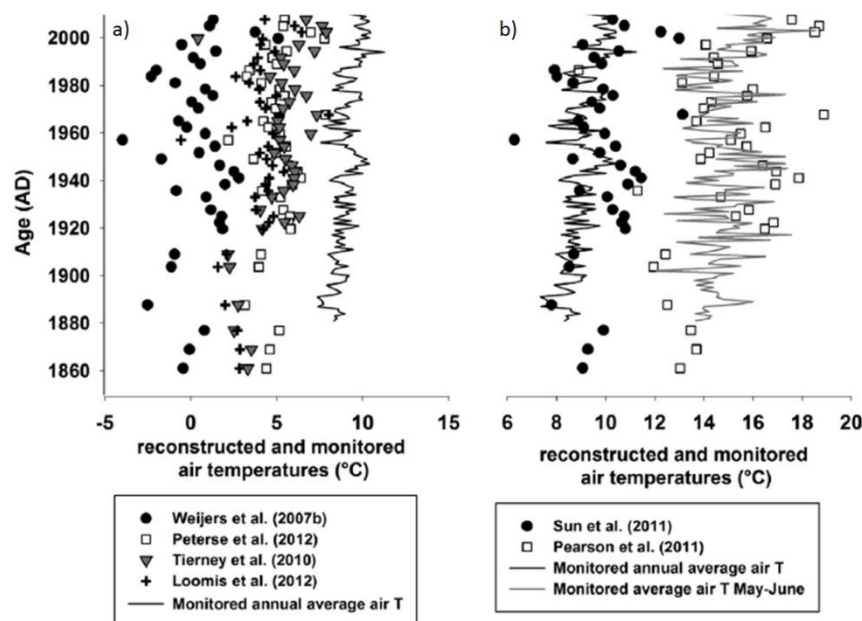 a)
b)
Age (AD)
2000
1980
1960
1940
1920
1900
1880
1860
-5 0 5 10 15
6 8 10 12 14 16 18 20
reconstructed and monitored
air temperatures (°C)
reconstructed and monitored
air temperatures (°C)
Weijers et al. (2007b)
Peterse et al. (2012)
Tierney et al. (2010)
Loomis et al. (2012)
Monitored annual average air T
Sun et al. (2011)
Pearson et al. (2011)
Monitored annual average air T
Monitored average air T May-June